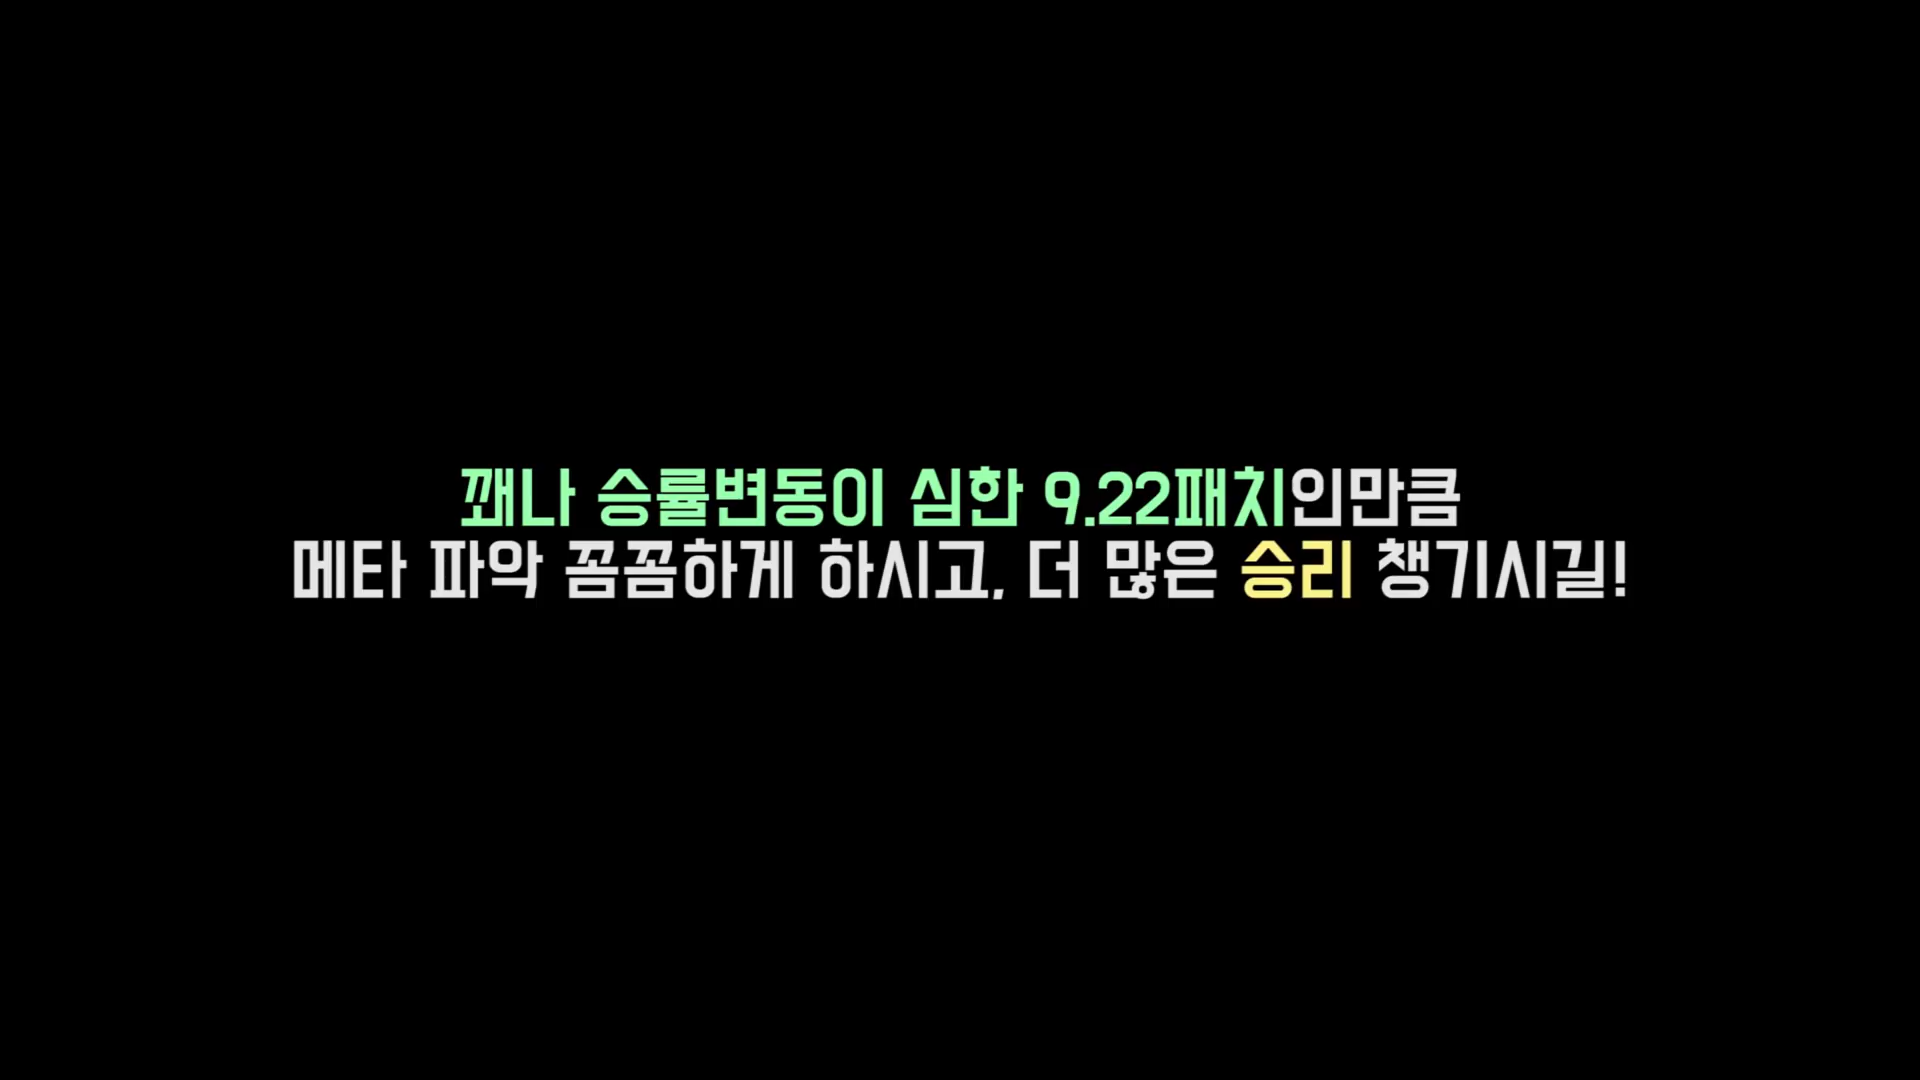 꽤나 승률변동이 심한 9.22패치인만큼
메타 파악 꼼꼼하게 하시고, 더 많은 승리 챙기시길!